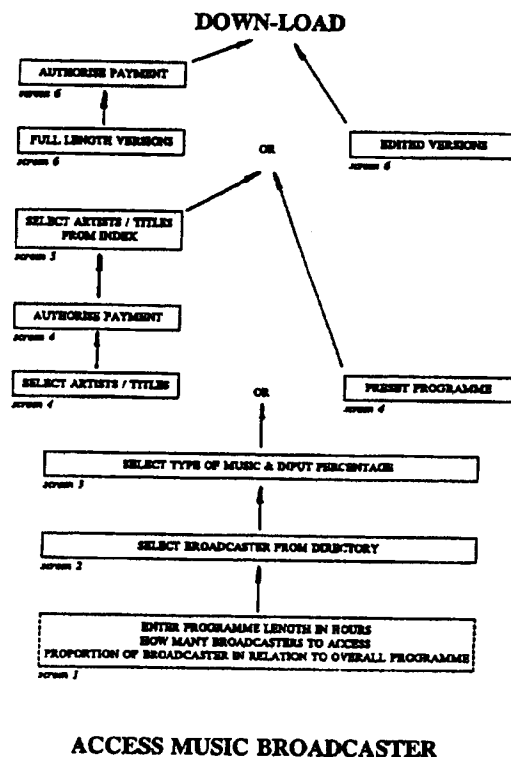 DOWN-LOAD
AUTHORISE PAYMENT
screen 6
FULL LENGTH VERSIONS
screen 6
OR
EDITED VERSIONS
screen 6
SELECT ARTISTS / TITLES
FROM INDEX
screen 5
AUTHORISE PAYMENT
screen 4
SELECT ARTISTS / TITLES
screen 4
OR
PRESET PROGRAMME
screen 4
SELECT TYPE OF MUSIC & INPUT PERCENTAGE
screen 3
SELECT BROADCASTER FROM DIRECTORY
screen 2
ENTER PROGRAMME LENGTH IN HOURS
HOW MANY BROADCASTERS TO ACCESS
PROPORTION OF BROADCASTER IN RELATION TO OVERALL PROGRAMME
screen 1
ACCESS MUSIC BROADCASTER